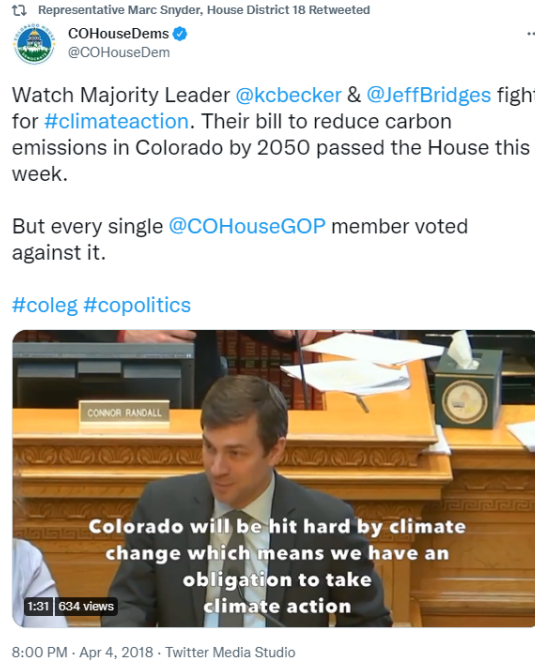 Representative Marc Snyder, House District 18 Retweeted
COHouseDems
@COHouseDem
Watch Majority Leader @kcbecker & @JeffBridges fight
for #climateaction. Their bill to reduce carbon
emissions in Colorado by 2050 passed the House this
week.
But every single @COHouseGOP member voted
against it.
#coleg #copolitics
CONNOR RANDALL
Colorado will be hit hard by climate
change which means we have an
obligation to take
climate action
1:31 634 views
8:00 PM · Apr 4, 2018 · Twitter Media Studio